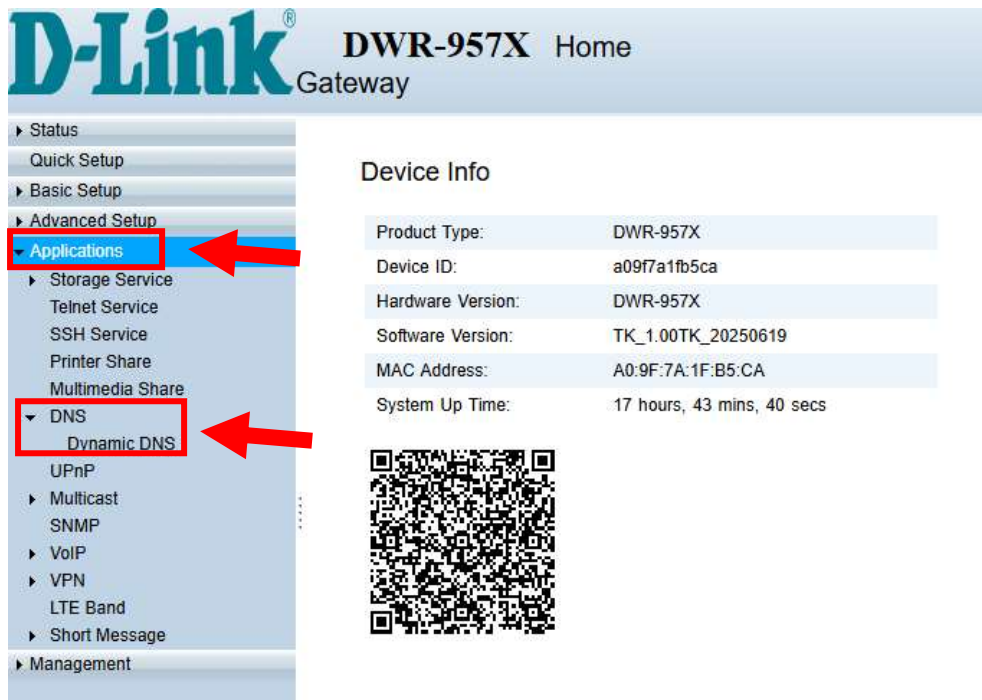 D-Link®
DWR-957X Home
Gateway
Status
Quick Setup
Basic Setup
Advanced Setup
Applications
Storage Service
Telnet Service
SSH Service
Printer Share
Multimedia Share
DNS
Dynamic DNS
UPnP
Multicast
SNMP
VoIP
VPN
LTE Band
Short Message
Management
Device Info
Product Type: DWR-957X
Device ID: a09f7a1fb5ca
Hardware Version: DWR-957X
Software Version: TK_1.00TK_20250619
MAC Address: A0:9F:7A:1F:B5:CA
System Up Time: 17 hours, 43 mins, 40 secs